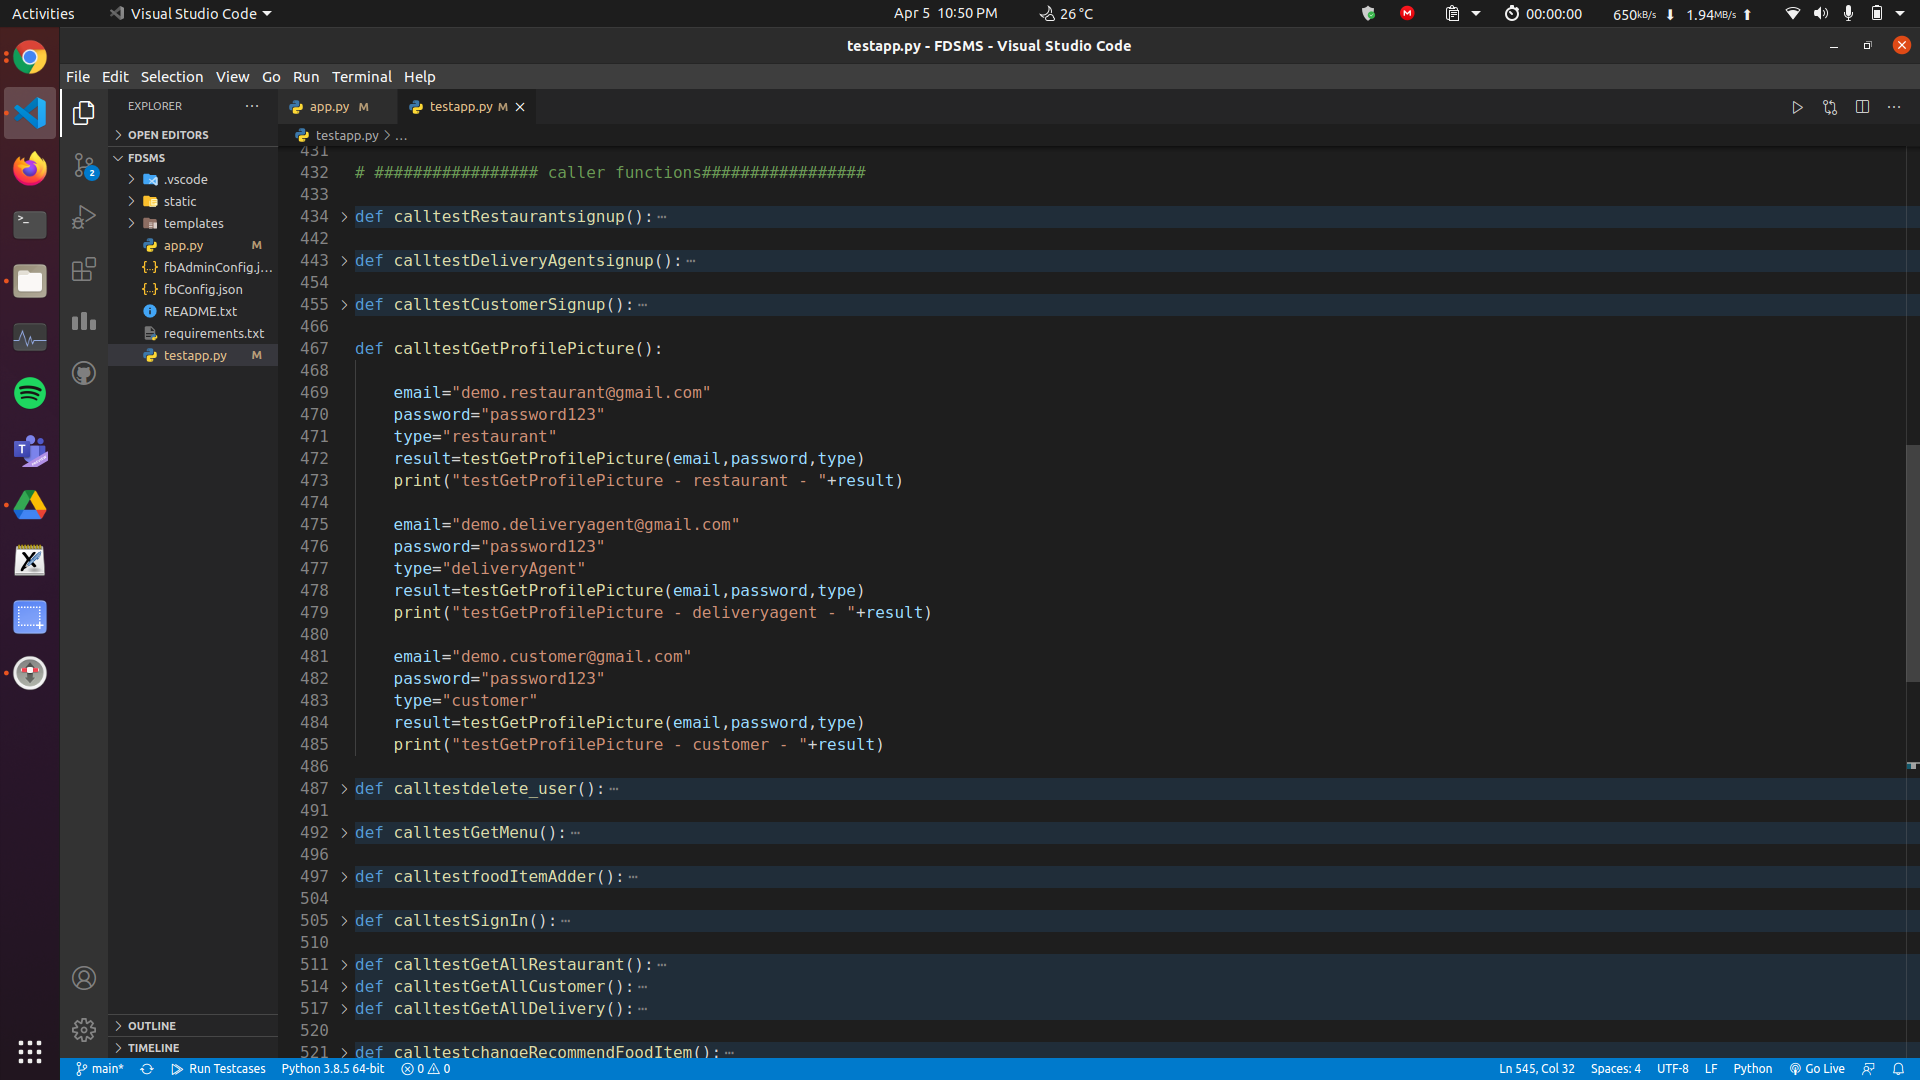 Activities Visual Studio Code Apr 5 10:50 PM 26 °C 00:00:00 650kB/s 1.94MB/s
testapp.py - FDSMS - Visual Studio Code
File Edit Selection View Go Run Terminal Help
EXPLORER ···
app.py M testapp.py M
OPEN EDITORS
testapp.py > ...
FDSMS
.vscode
static
templates
app.py M
fbAdminConfig.j...
fbConfig.json
README.txt
requirements.txt
testapp.py M
2
431
432 # ################# caller functions#################
433
434 def calltestRestaurantsignup():···
442
443 def calltestDeliveryAgentsignup():···
454
455 def calltestCustomerSignup():···
466
467 def calltestGetProfilePicture():
468
469 email="demo.restaurant@gmail.com"
470 password="password123"
471 type="restaurant"
472 result=testGetProfilePicture(email,password,type)
473 print("testGetProfilePicture - restaurant - "+result)
474
475 email="demo.deliveryagent@gmail.com"
476 password="password123"
477 type="deliveryAgent"
478 result=testGetProfilePicture(email,password,type)
479 print("testGetProfilePicture - deliveryagent - "+result)
480
481 email="demo.customer@gmail.com"
482 password="password123"
483 type="customer"
484 result=testGetProfilePicture(email,password,type)
485 print("testGetProfilePicture - customer - "+result)
486
487 def calltestdelete_user():···
491
492 def calltestGetMenu():···
496
497 def calltestfoodItemAdder():···
504
505 def calltestSignIn():···
510
511 def calltestGetAllRestaurant():···
514 def calltestGetAllCustomer():···
517 def calltestGetAllDelivery():···
520
521 def calltestchangeRecommendFoodItem():···
OUTLINE
TIMELINE
main* Run Testcases Python 3.8.5 64-bit 0 0 Ln 545, Col 32 Spaces: 4 UTF-8 LF Python Go Live